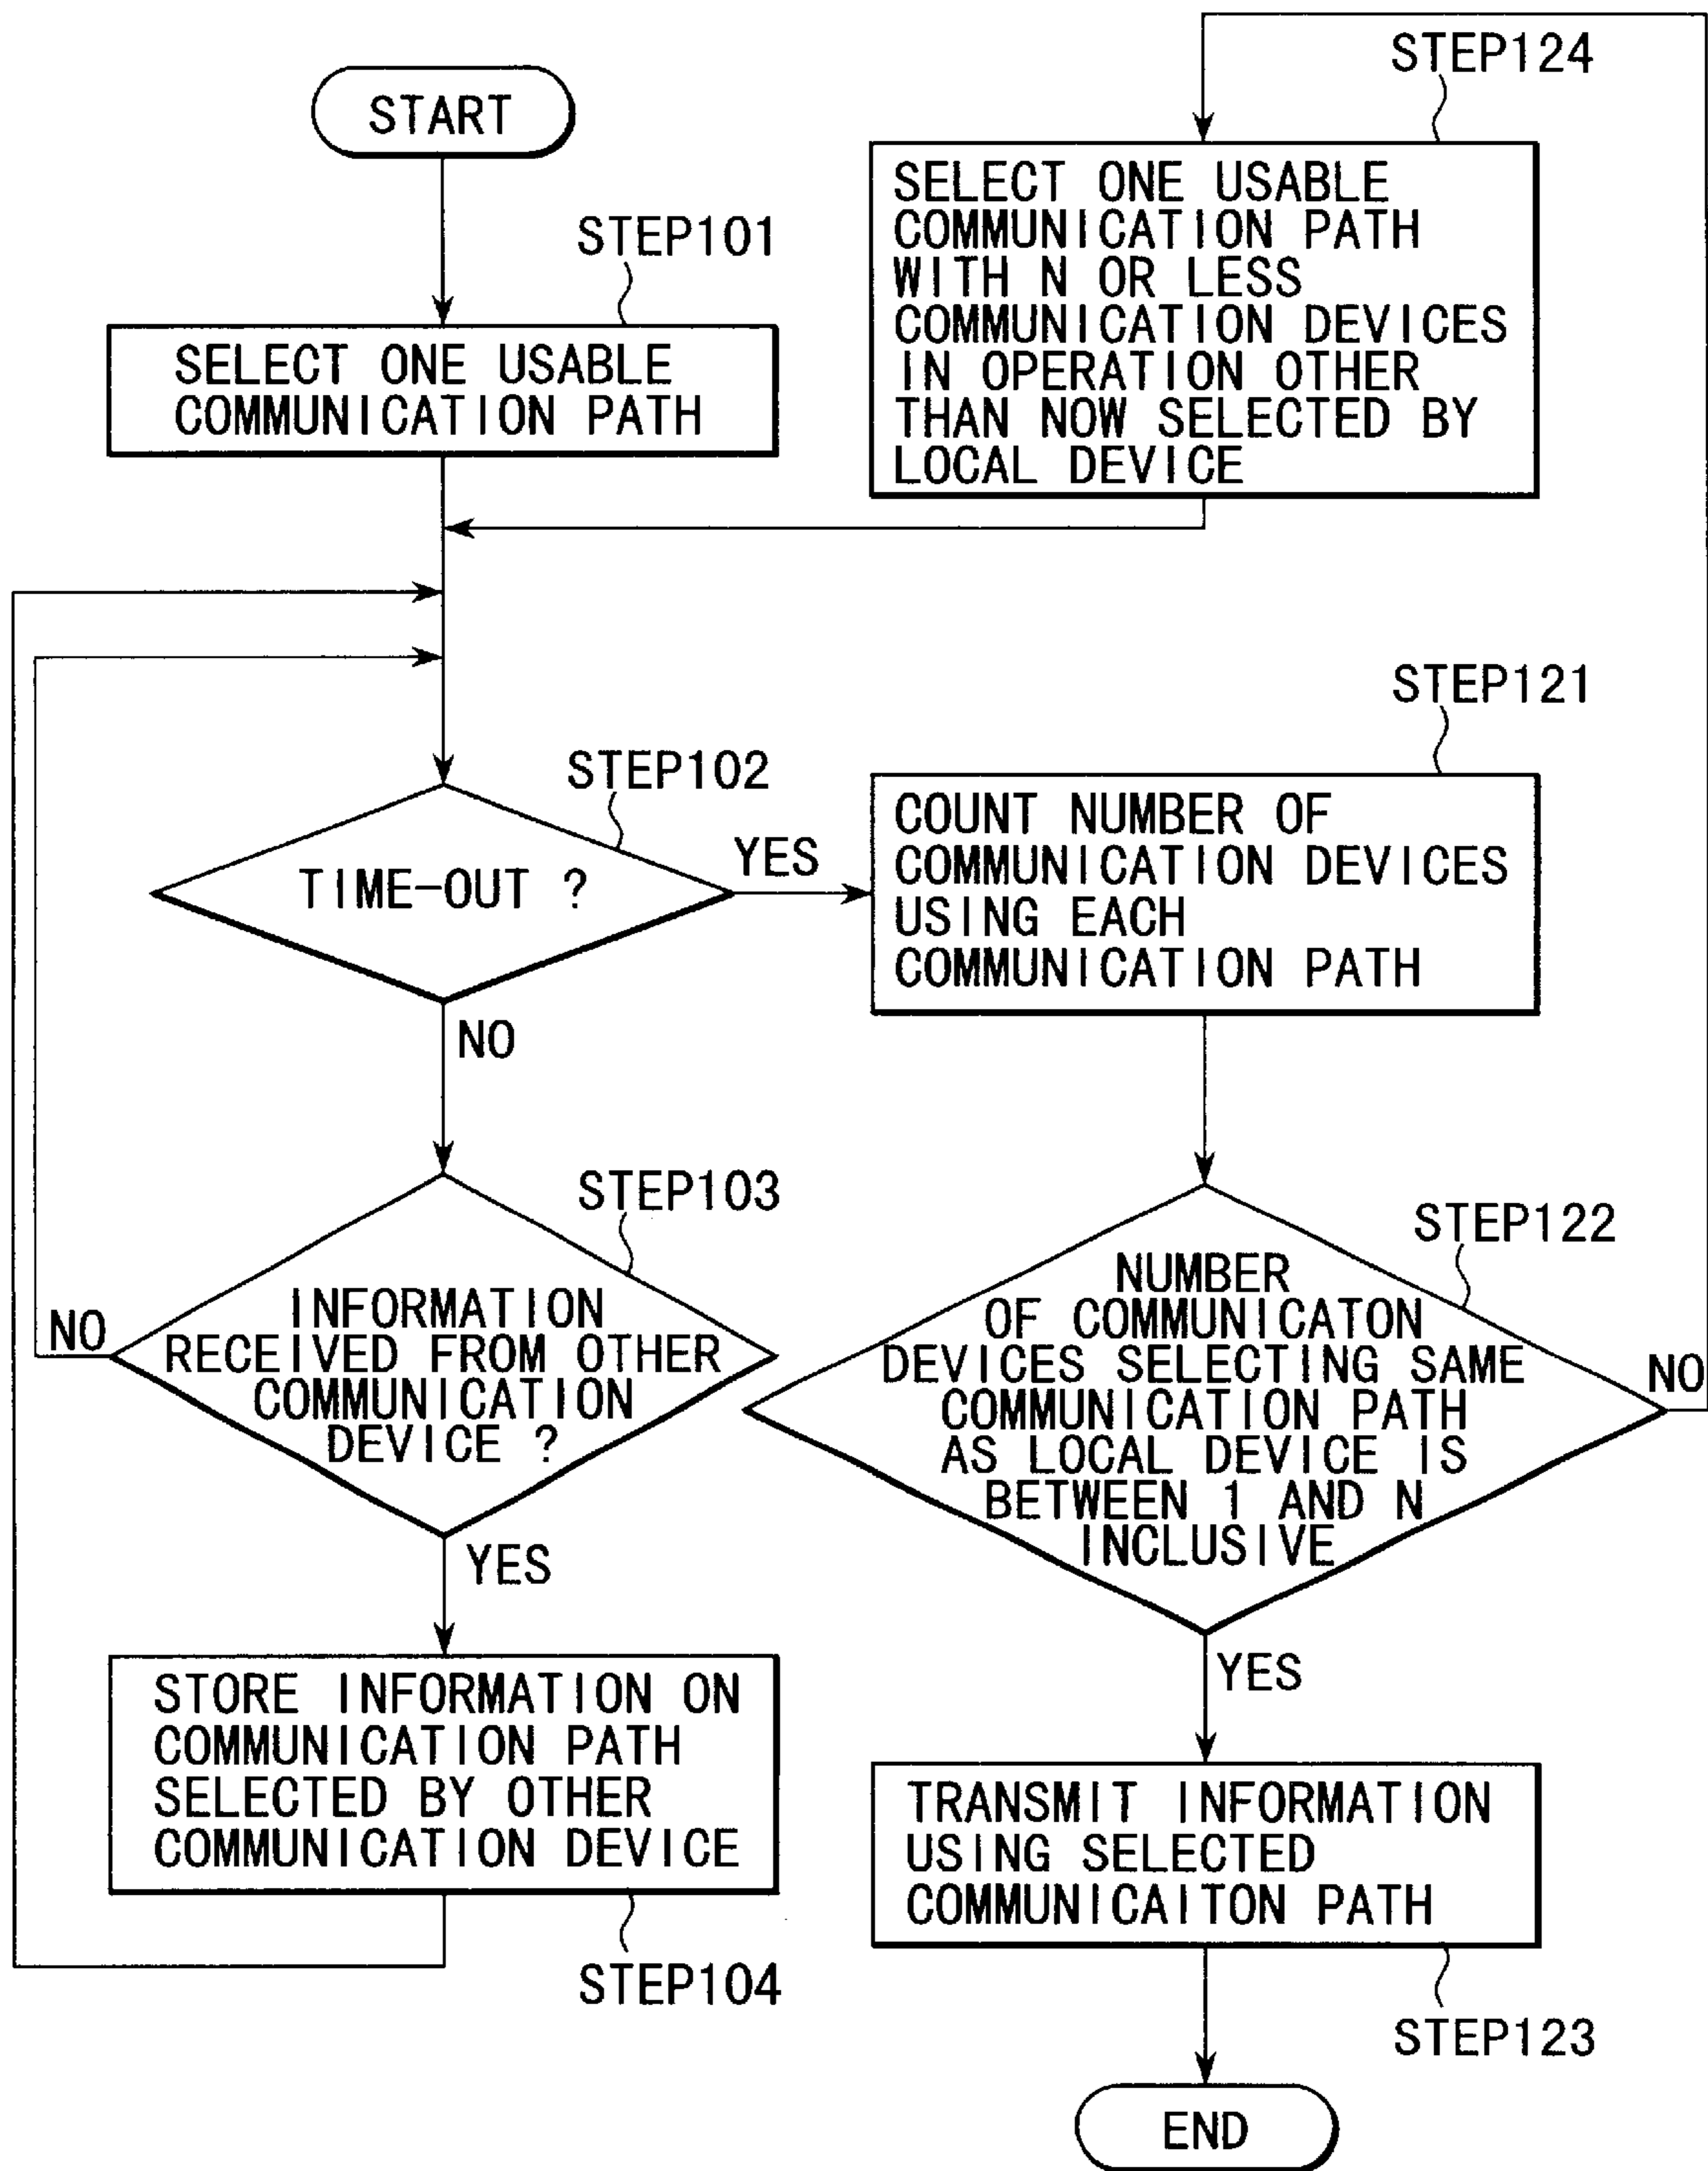 START
STEP101
SELECT ONE USABLE
COMMUNICATION PATH
STEP124
SELECT ONE USABLE
COMMUNICATION PATH
WITH N OR LESS
COMMUNICATION DEVICES
IN OPERATION OTHER
THAN NOW SELECTED BY
LOCAL DEVICE
STEP102
TIME-OUT ?
YES
NO
STEP121
COUNT NUMBER OF
COMMUNICATION DEVICES
USING EACH
COMMUNICATION PATH
STEP103
INFORMATION
RECEIVED FROM OTHER
COMMUNICATION
DEVICE ?
NO
YES
STEP122
NUMBER
OF COMMUNICATON
DEVICES SELECTING SAME
COMMUNICATION PATH
AS LOCAL DEVICE IS
BETWEEN 1 AND N
INCLUSIVE
NO
YES
STORE INFORMATION ON
COMMUNICATION PATH
SELECTED BY OTHER
COMMUNICATION DEVICE
STEP104
TRANSMIT INFORMATION
USING SELECTED
COMMUNICAITON PATH
STEP123
END